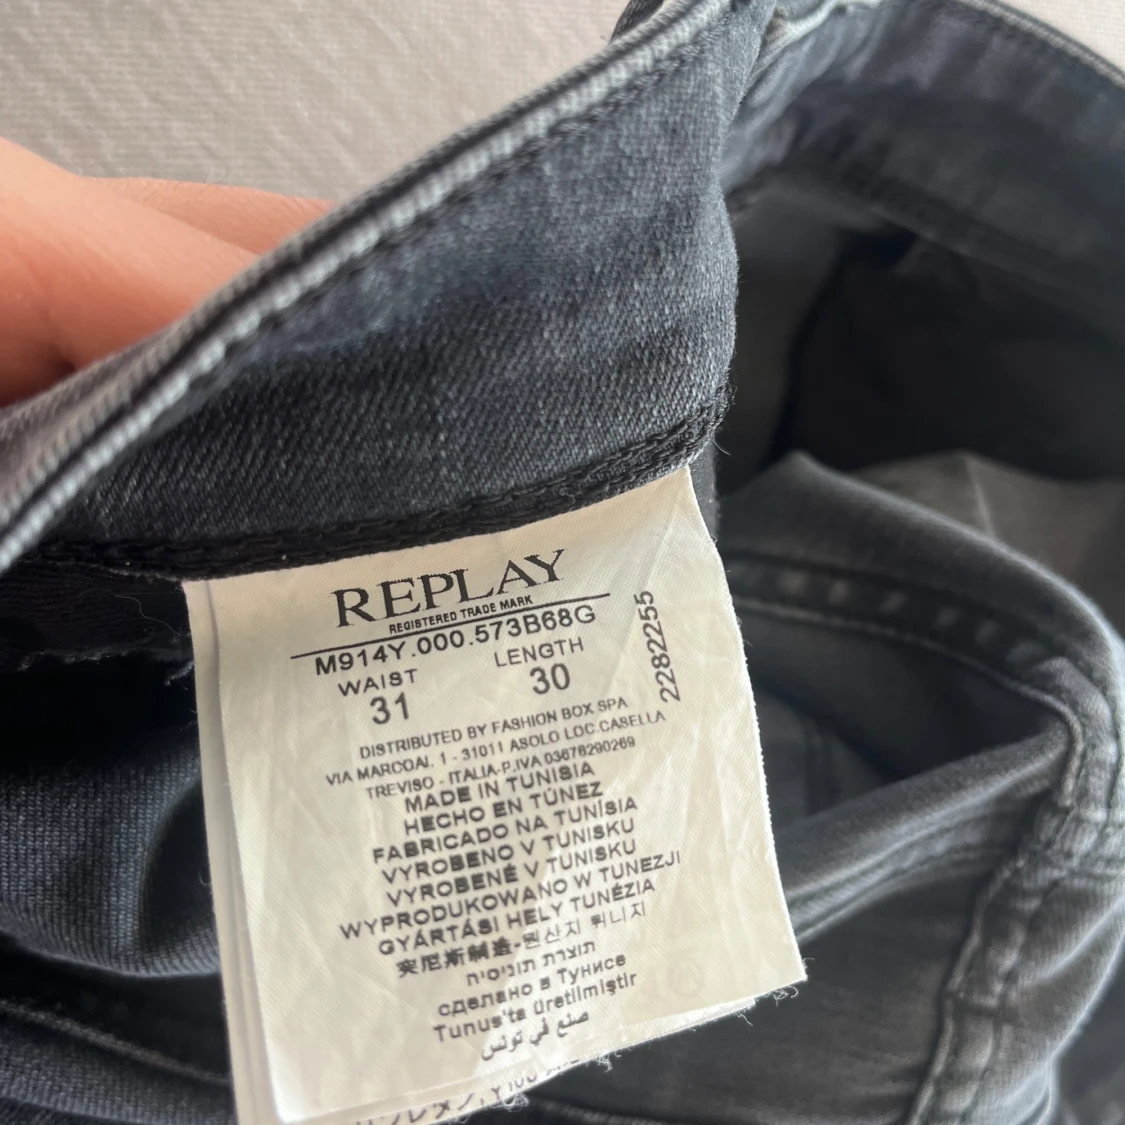 REPLAY
REGISTERED TRADE MARK
M914Y.000.573B68G
WAIST LENGTH
31 30
2282255
DISTRIBUTED BY FASHION BOX SPA
VIA MARCOAI, 1 - 31011 ASOLO LOC.CASELLA
TREVISO - ITALIA-P.IVA 03676290269
MADE IN TUNISIA
HECHO EN TÚNEZ
FABRICADO NA TUNÍSIA
VYROBENO V TUNISKU
VYROBENÉ V TUNISKU
WYPRODUKOWANO W TUNEZJI
GYÁRTÁSI HELY TUNÉZIA
突尼斯制造-원산지 튀니지
תוצרת תוניסיה
сделано в Тунисе
Tunus'ta üretilmiştir
صنع في تونس